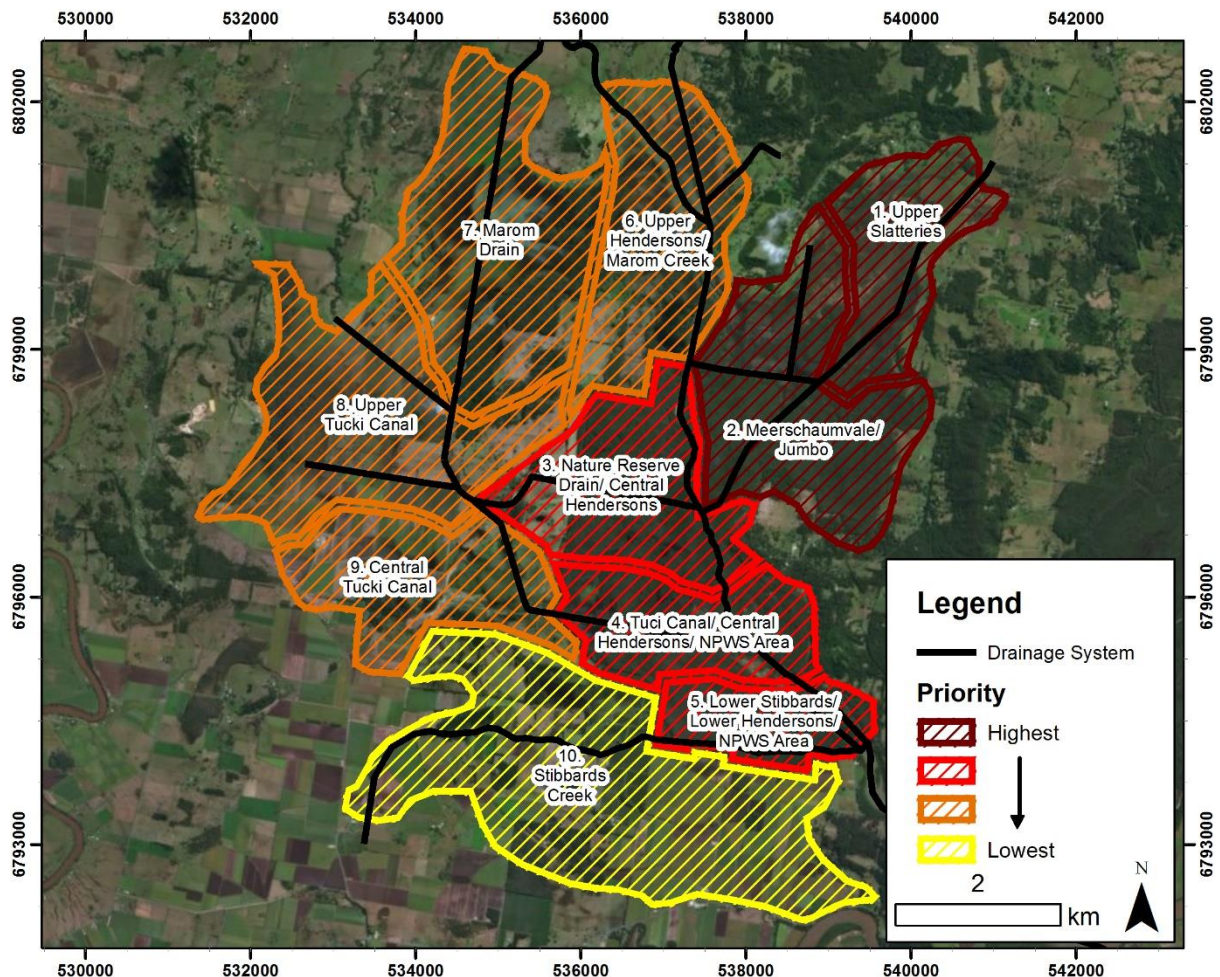 530000
532000
534000
536000
538000
540000
542000
6802000
6802000
1. Upper
Slatteries
7. Marom
Drain
6. Upper
Hendersons/
Marom Creek
6799000
6799000
8. Upper
Tucki Canal
2. Meerschaumvale/
Jumbo
3. Nature Reserve
Drain/ Central
Hendersons
9. Central
Tucki Canal
6796000
6796000
4. Tuci Canal/ Central
Hendersons/ NPWS Area
5. Lower Stibbards/
Lower Hendersons/
NPWS Area
10.
Stibbards
Creek
6793000
6793000
Legend
Drainage System
Priority
Highest
Lowest
2
km
N
530000
532000
534000
536000
538000
540000
542000